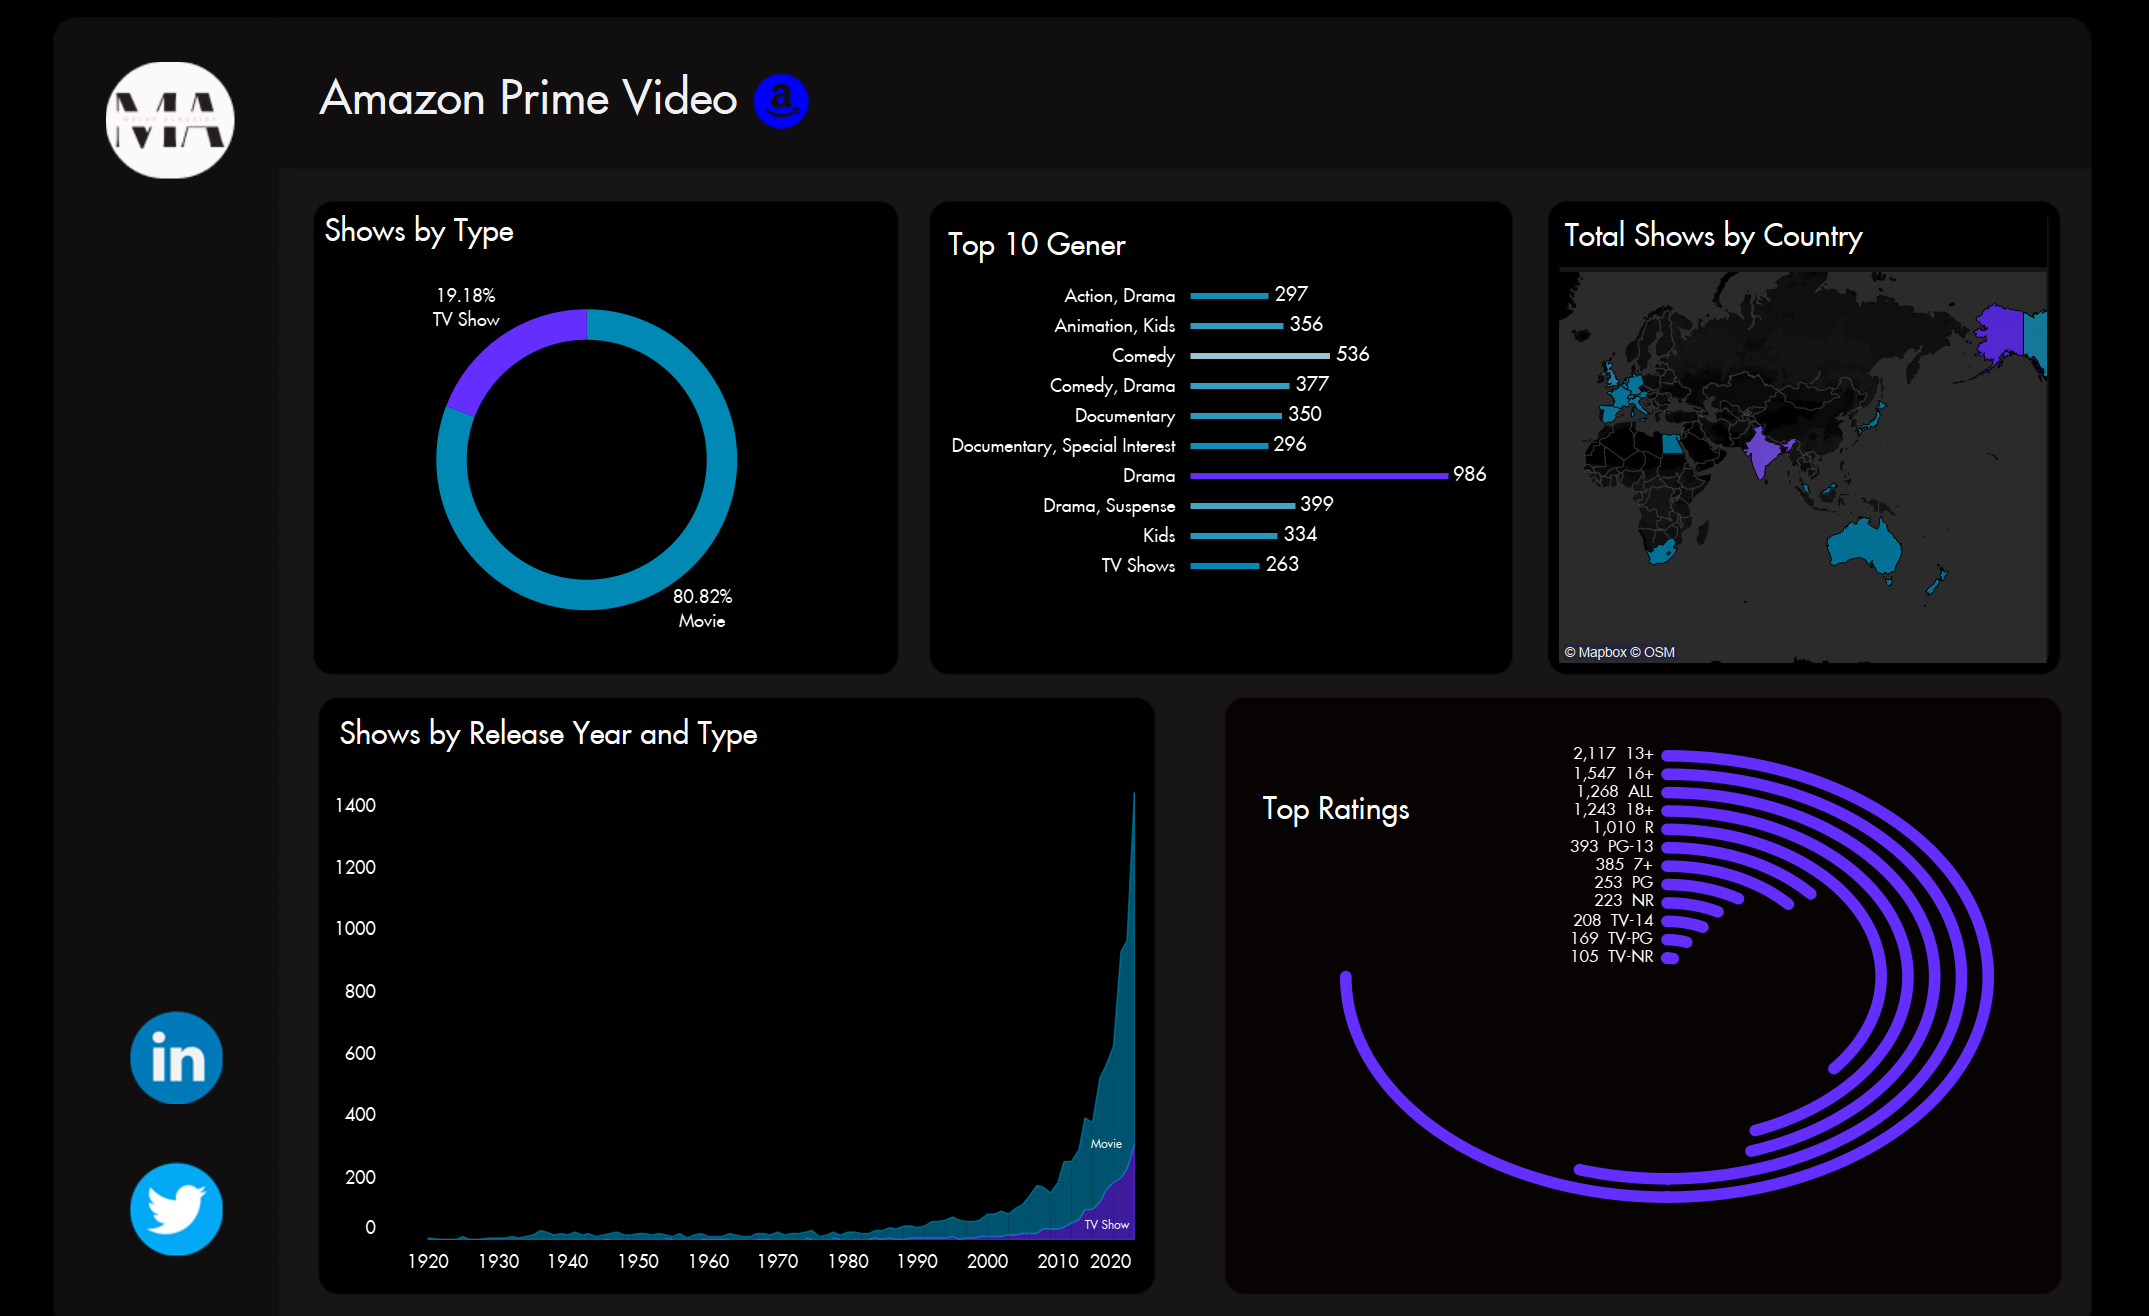 MA
Amazon Prime Video
a
Shows by Type
19.18%
TV Show
80.82%
Movie
Top 10 Gener
Action, Drama 297
Animation, Kids 356
Comedy 536
Comedy, Drama 377
Documentary 350
Documentary, Special Interest 296
Drama 986
Drama, Suspense 399
Kids 334
TV Shows 263
Total Shows by Country
© Mapbox © OSM
Shows by Release Year and Type
1400
1200
1000
800
600
400
200
0
Movie
TV Show
1920 1930 1940 1950 1960 1970 1980 1990 2000 2010 2020
Top Ratings
2,117 13+
1,547 16+
1,268 ALL
1,243 18+
1,010 R
393 PG-13
385 7+
253 PG
223 NR
208 TV-14
169 TV-PG
105 TV-NR
in